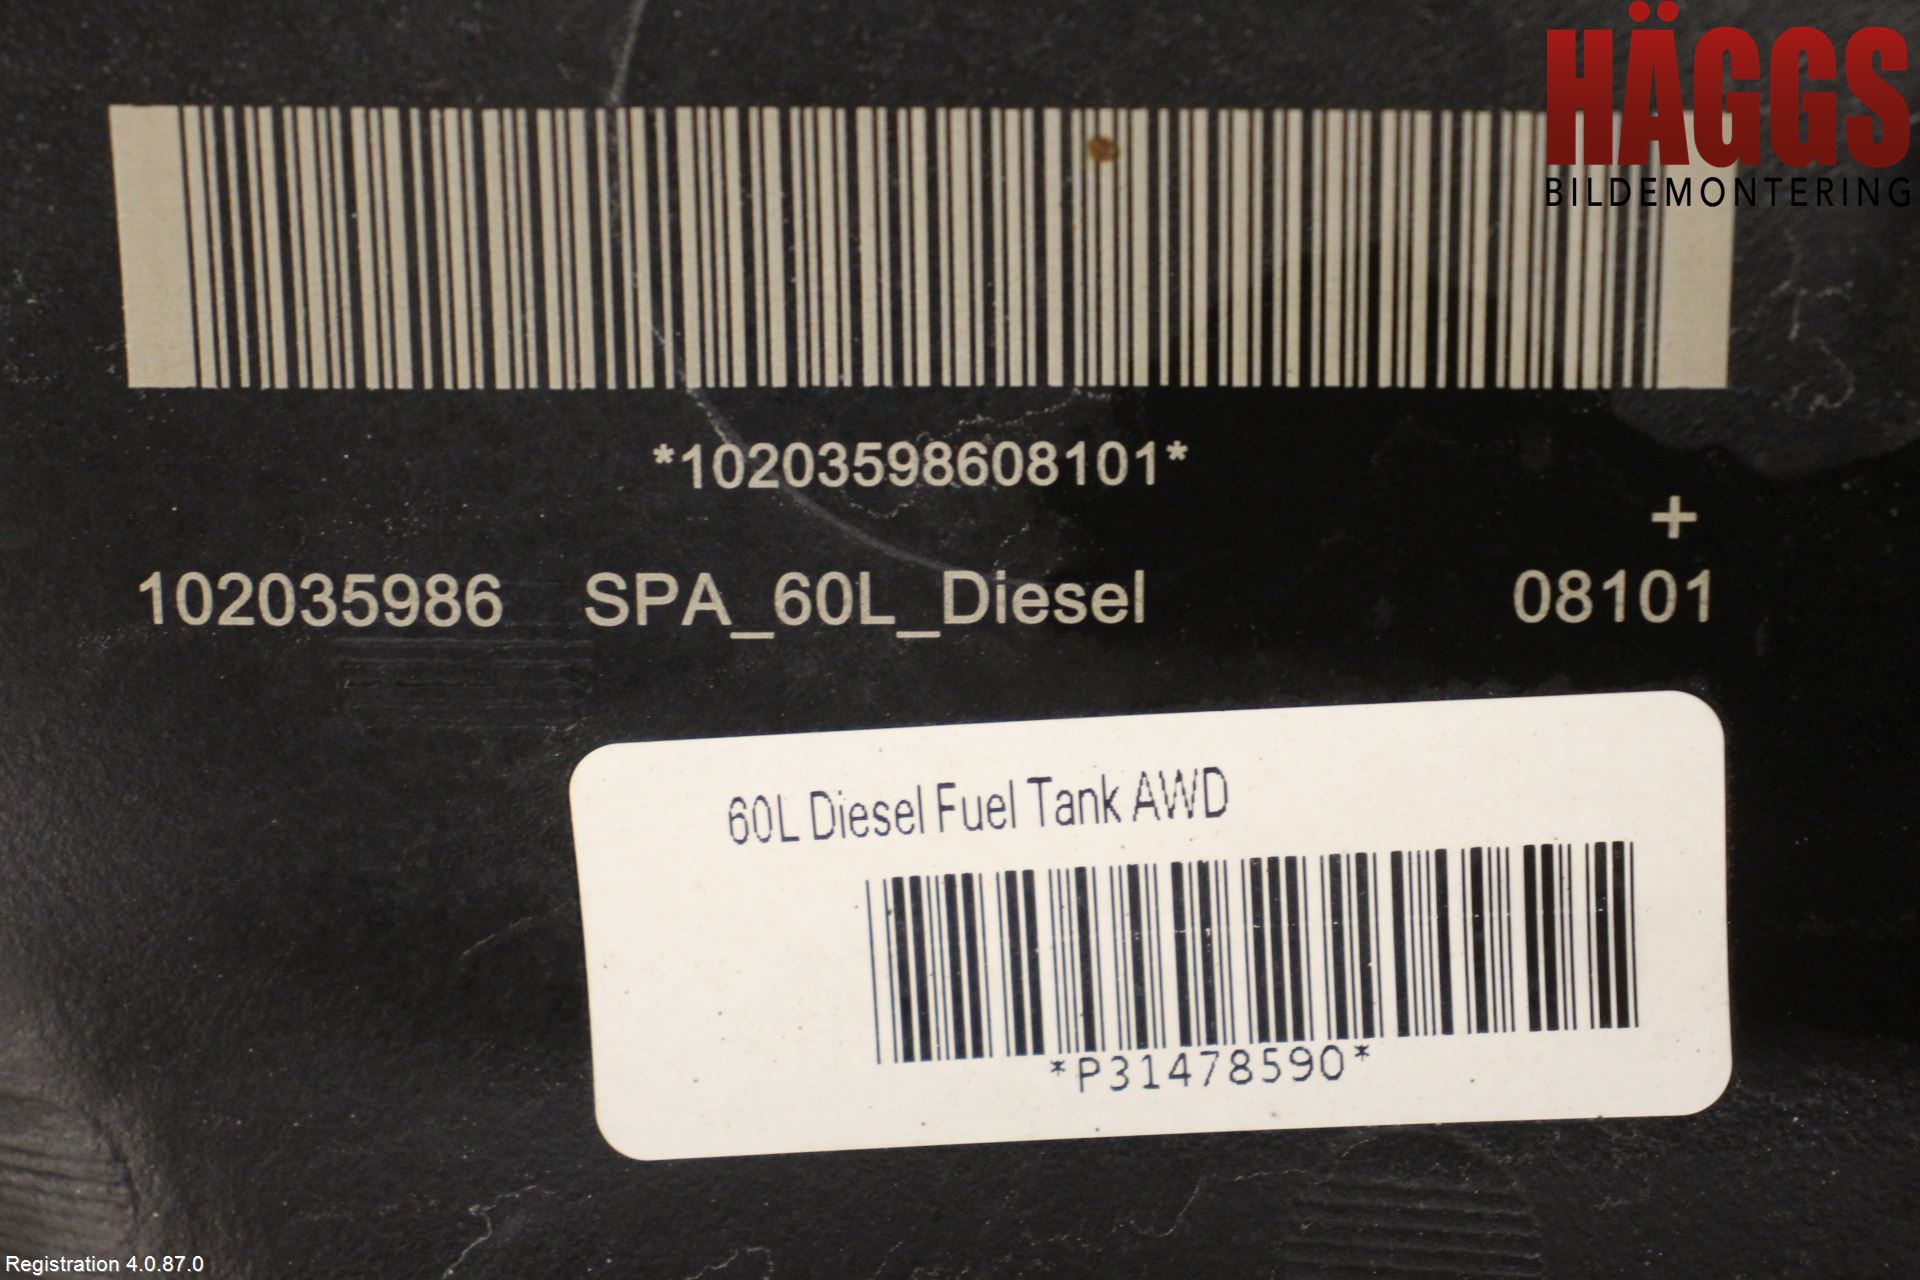 HÄGGS
BILDEMONTERING
*10203598608101*
+
102035986 SPA_60L_Diesel 08101
60L Diesel Fuel Tank AWD
*P31478590*
Registration 4.0.87.0